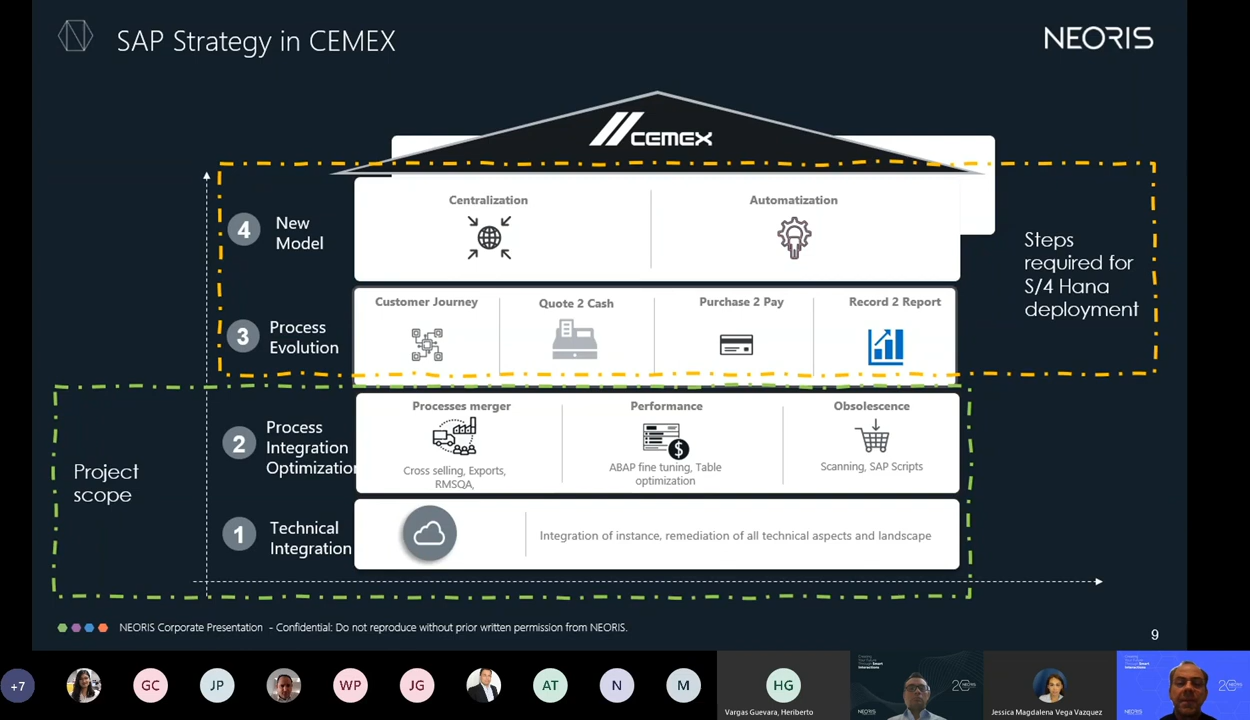 SAP Strategy in CEMEX
NEORIS
CEMEX
4
New
Model
Centralization
Automatization
Steps
required for
S/4 Hana
deployment
3
Process
Evolution
Customer Journey
Quote 2 Cash
Purchase 2 Pay
Record 2 Report
Project
scope
2
Process
Integration
Optimization
Processes merger
Cross selling, Exports,
RMSQA,
Performance
$
ABAP fine tuning, Table
optimization
Obsolescence
Scanning, SAP Scripts
1
Technical
Integration
Integration of instance, remediation of all technical aspects and landscape
NEORIS Corporate Presentation - Confidential: Do not reproduce without prior written permission from NEORIS.
9
+7
GC
JP
WP
JG
AT
N
M
HG
Vargas Guevara, Heriberto
NEORIS
Jessica Magdalena Vega Vazquez
NEORIS